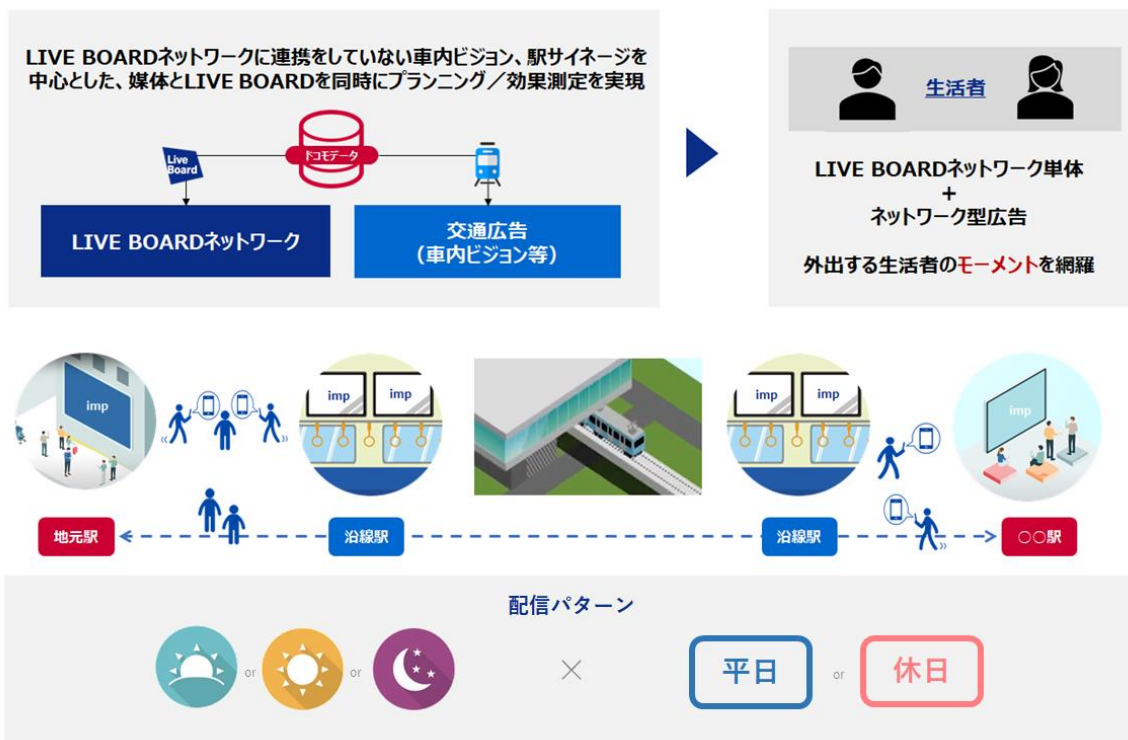 LIVE BOARDネットワークに連携をしていない車内ビジョン、駅サイネージを
中心とした、媒体とLIVE BOARDを同時にプランニング／効果測定を実現
ドコモデータ
Live
Board
LIVE BOARDネットワーク
交通広告
（車内ビジョン等）
生活者
LIVE BOARDネットワーク単体
+
ネットワーク型広告
外出する生活者のモーメントを網羅
imp
imp
imp
imp
imp
imp
地元駅
沿線駅
沿線駅
○○駅
配信パターン
or
or
×
平日
or
休日